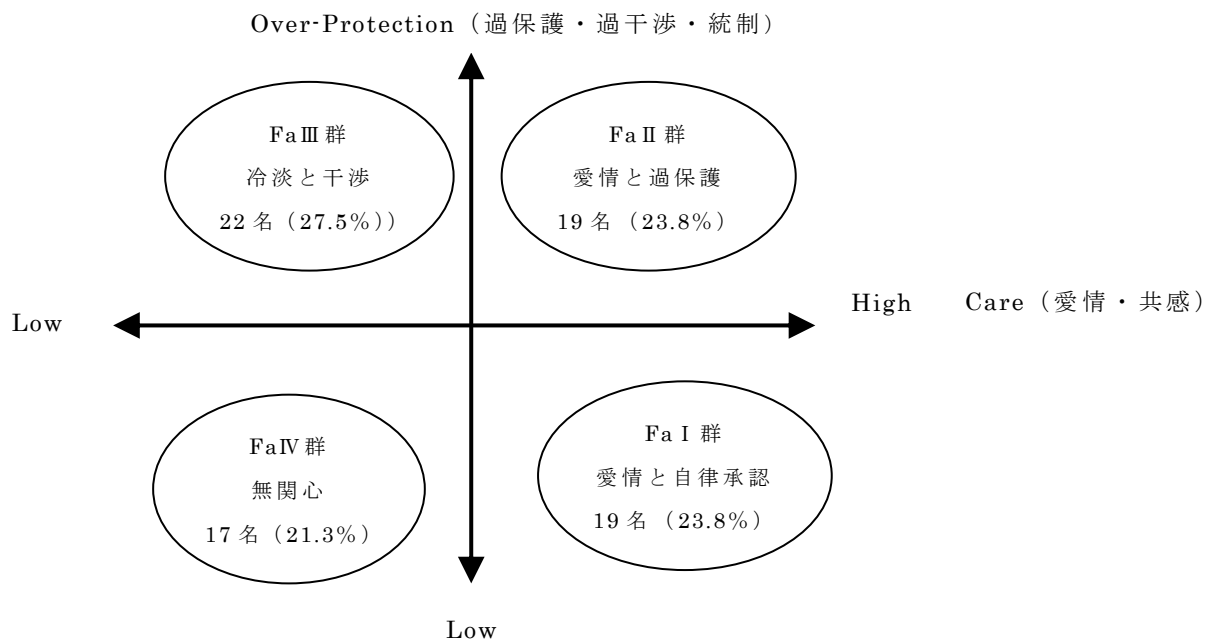 Over-Protection（過保護・過干渉・統制）
FaⅢ群
冷淡と干渉
22名（27.5%））
FaⅡ群
愛情と過保護
19名（23.8%）
Low
High Care（愛情・共感）
FaⅣ群
無関心
17名（21.3%）
FaⅠ群
愛情と自律承認
19名（23.8%）
Low